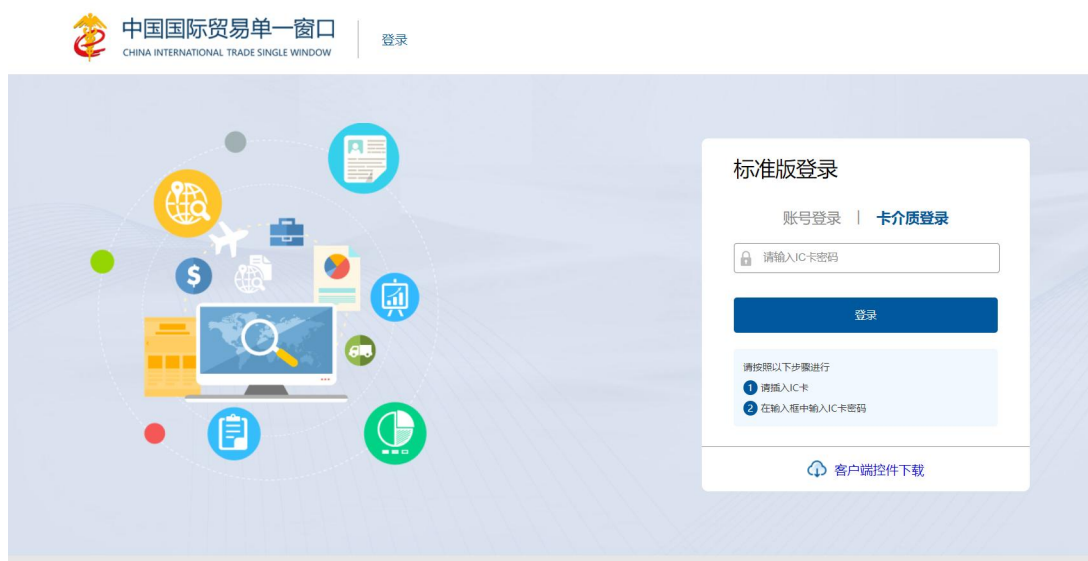 中国国际贸易单一窗口
CHINA INTERNATIONAL TRADE SINGLE WINDOW
登录
标准版登录
账号登录 | 卡介质登录
请输入IC卡密码
登录
请按照以下步骤进行
1 请插入IC卡
2 在输入框中输入IC卡密码
客户端控件下载
$